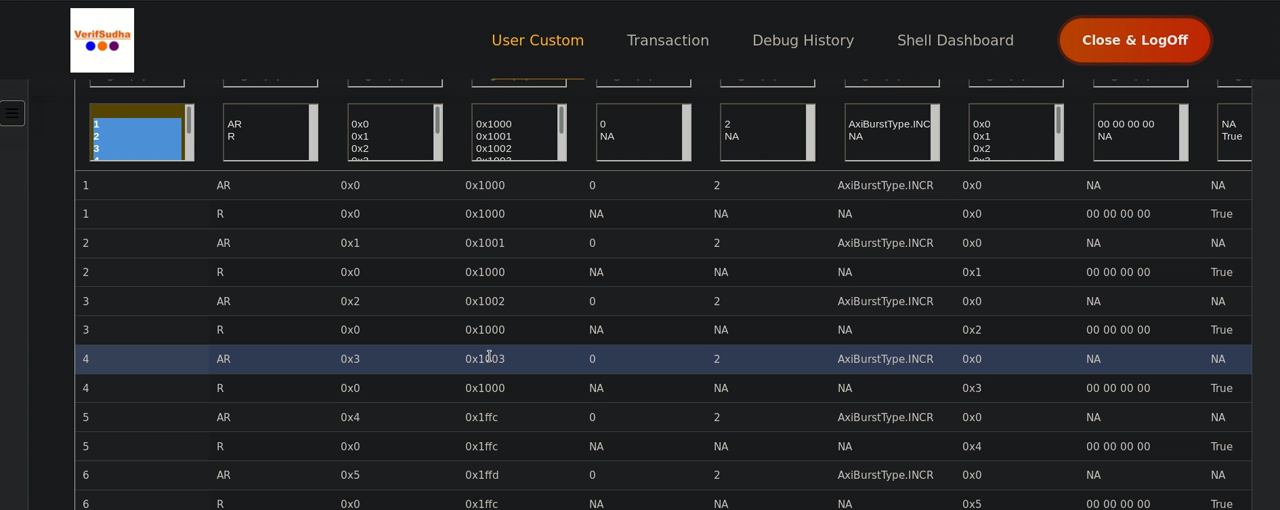 VerifSudha
User Custom Transaction Debug History Shell Dashboard Close & LogOff
1 AR 0x0 0x1000 0 2 AxiBurstType.INC 0x0 00 00 00 00 NA
2 R 0x1 0x1001 NA NA NA 0x1 NA True
3 0x2 0x1002 0x2
1 AR 0x0 0x1000 0 2 AxiBurstType.INCR 0x0 NA NA
1 R 0x0 0x1000 NA NA NA 0x0 00 00 00 00 True
2 AR 0x1 0x1001 0 2 AxiBurstType.INCR 0x0 NA NA
2 R 0x0 0x1000 NA NA NA 0x1 00 00 00 00 True
3 AR 0x2 0x1002 0 2 AxiBurstType.INCR 0x0 NA NA
3 R 0x0 0x1000 NA NA NA 0x2 00 00 00 00 True
4 AR 0x3 0x1003 0 2 AxiBurstType.INCR 0x0 NA NA
4 R 0x0 0x1000 NA NA NA 0x3 00 00 00 00 True
5 AR 0x4 0x1ffc 0 2 AxiBurstType.INCR 0x0 NA NA
5 R 0x0 0x1ffc NA NA NA 0x4 00 00 00 00 True
6 AR 0x5 0x1ffd 0 2 AxiBurstType.INCR 0x0 NA NA
6 R 0x0 0x1ffc NA NA NA 0x5 00 00 00 00 True